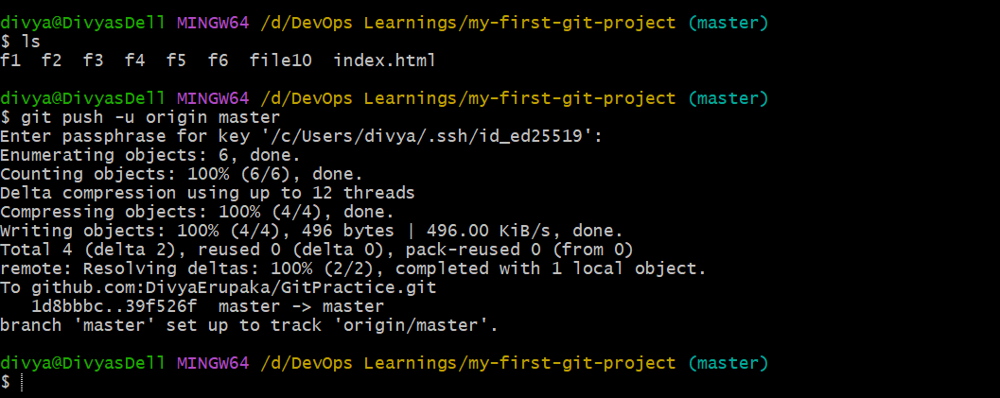 divya@DivyasDell MINGW64 /d/DevOps Learnings/my-first-git-project (master)
$ ls
f1  f2  f3  f4  f5  f6  file10  index.html
divya@DivyasDell MINGW64 /d/DevOps Learnings/my-first-git-project (master)
$ git push -u origin master
Enter passphrase for key '/c/Users/divya/.ssh/id_ed25519':
Enumerating objects: 6, done.
Counting objects: 100% (6/6), done.
Delta compression using up to 12 threads
Compressing objects: 100% (4/4), done.
Writing objects: 100% (4/4), 496 bytes | 496.00 KiB/s, done.
Total 4 (delta 2), reused 0 (delta 0), pack-reused 0 (from 0)
remote: Resolving deltas: 100% (2/2), completed with 1 local object.
To github.com:DivyaErupaka/GitPractice.git
   1d8bbbc..39f526f  master -> master
branch 'master' set up to track 'origin/master'.
divya@DivyasDell MINGW64 /d/DevOps Learnings/my-first-git-project (master)
$